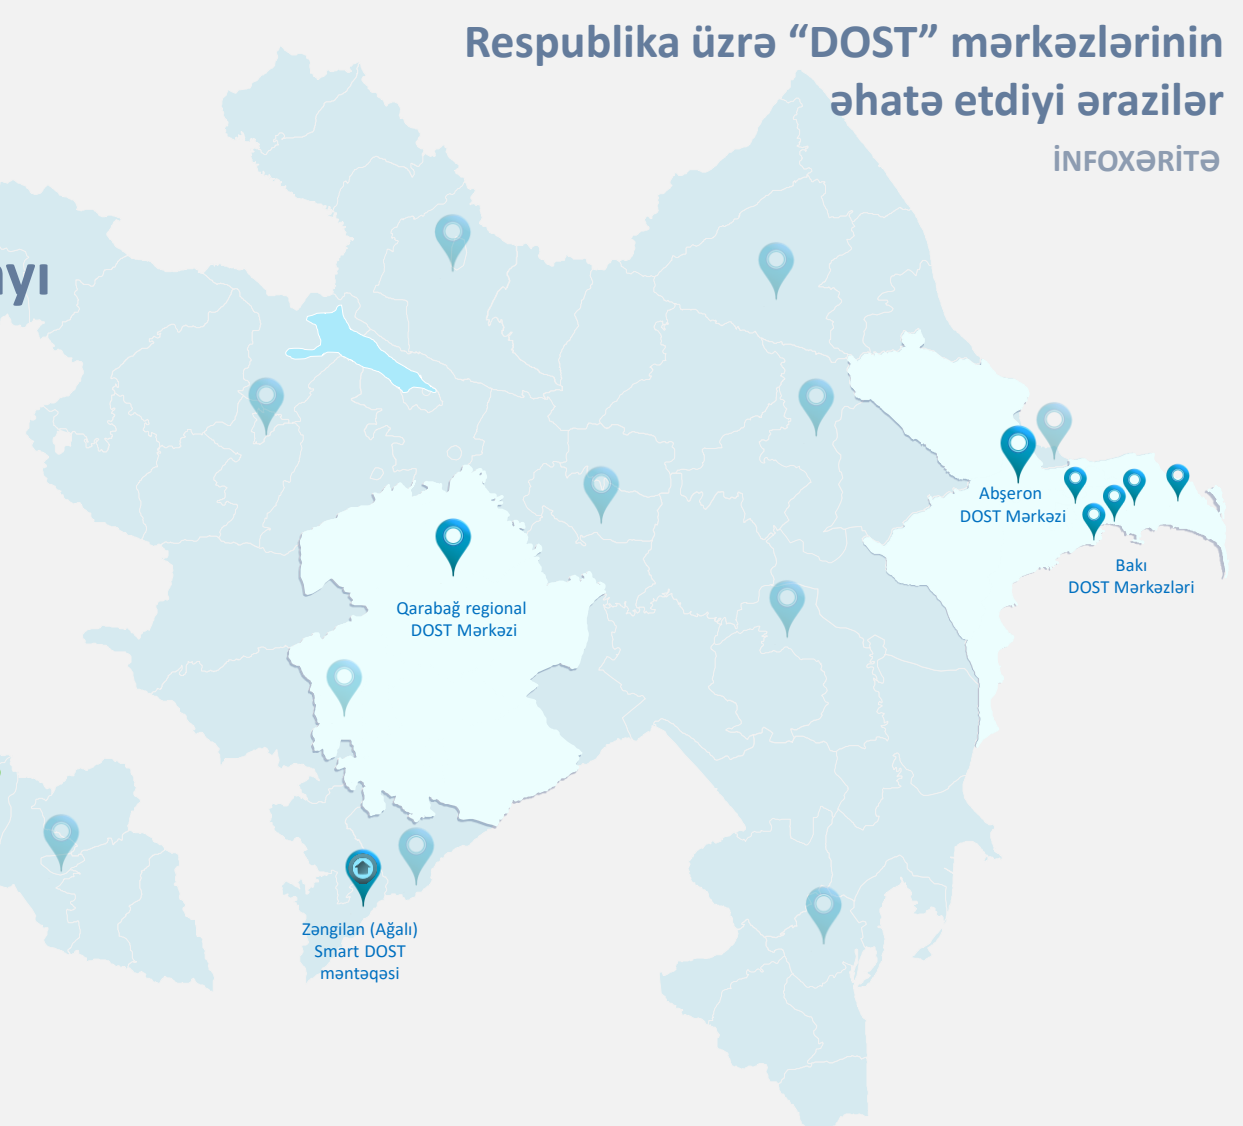 Respublika üzrə “DOST” mərkəzlərinin
əhatə etdiyi ərazilər
İNFOXƏRİTƏ
Abşeron
DOST Mərkəzi
Bakı
DOST Mərkəzləri
Qarabağ regional
DOST Mərkəzi
Zəngilan (Ağalı)
Smart DOST
məntəqəsi